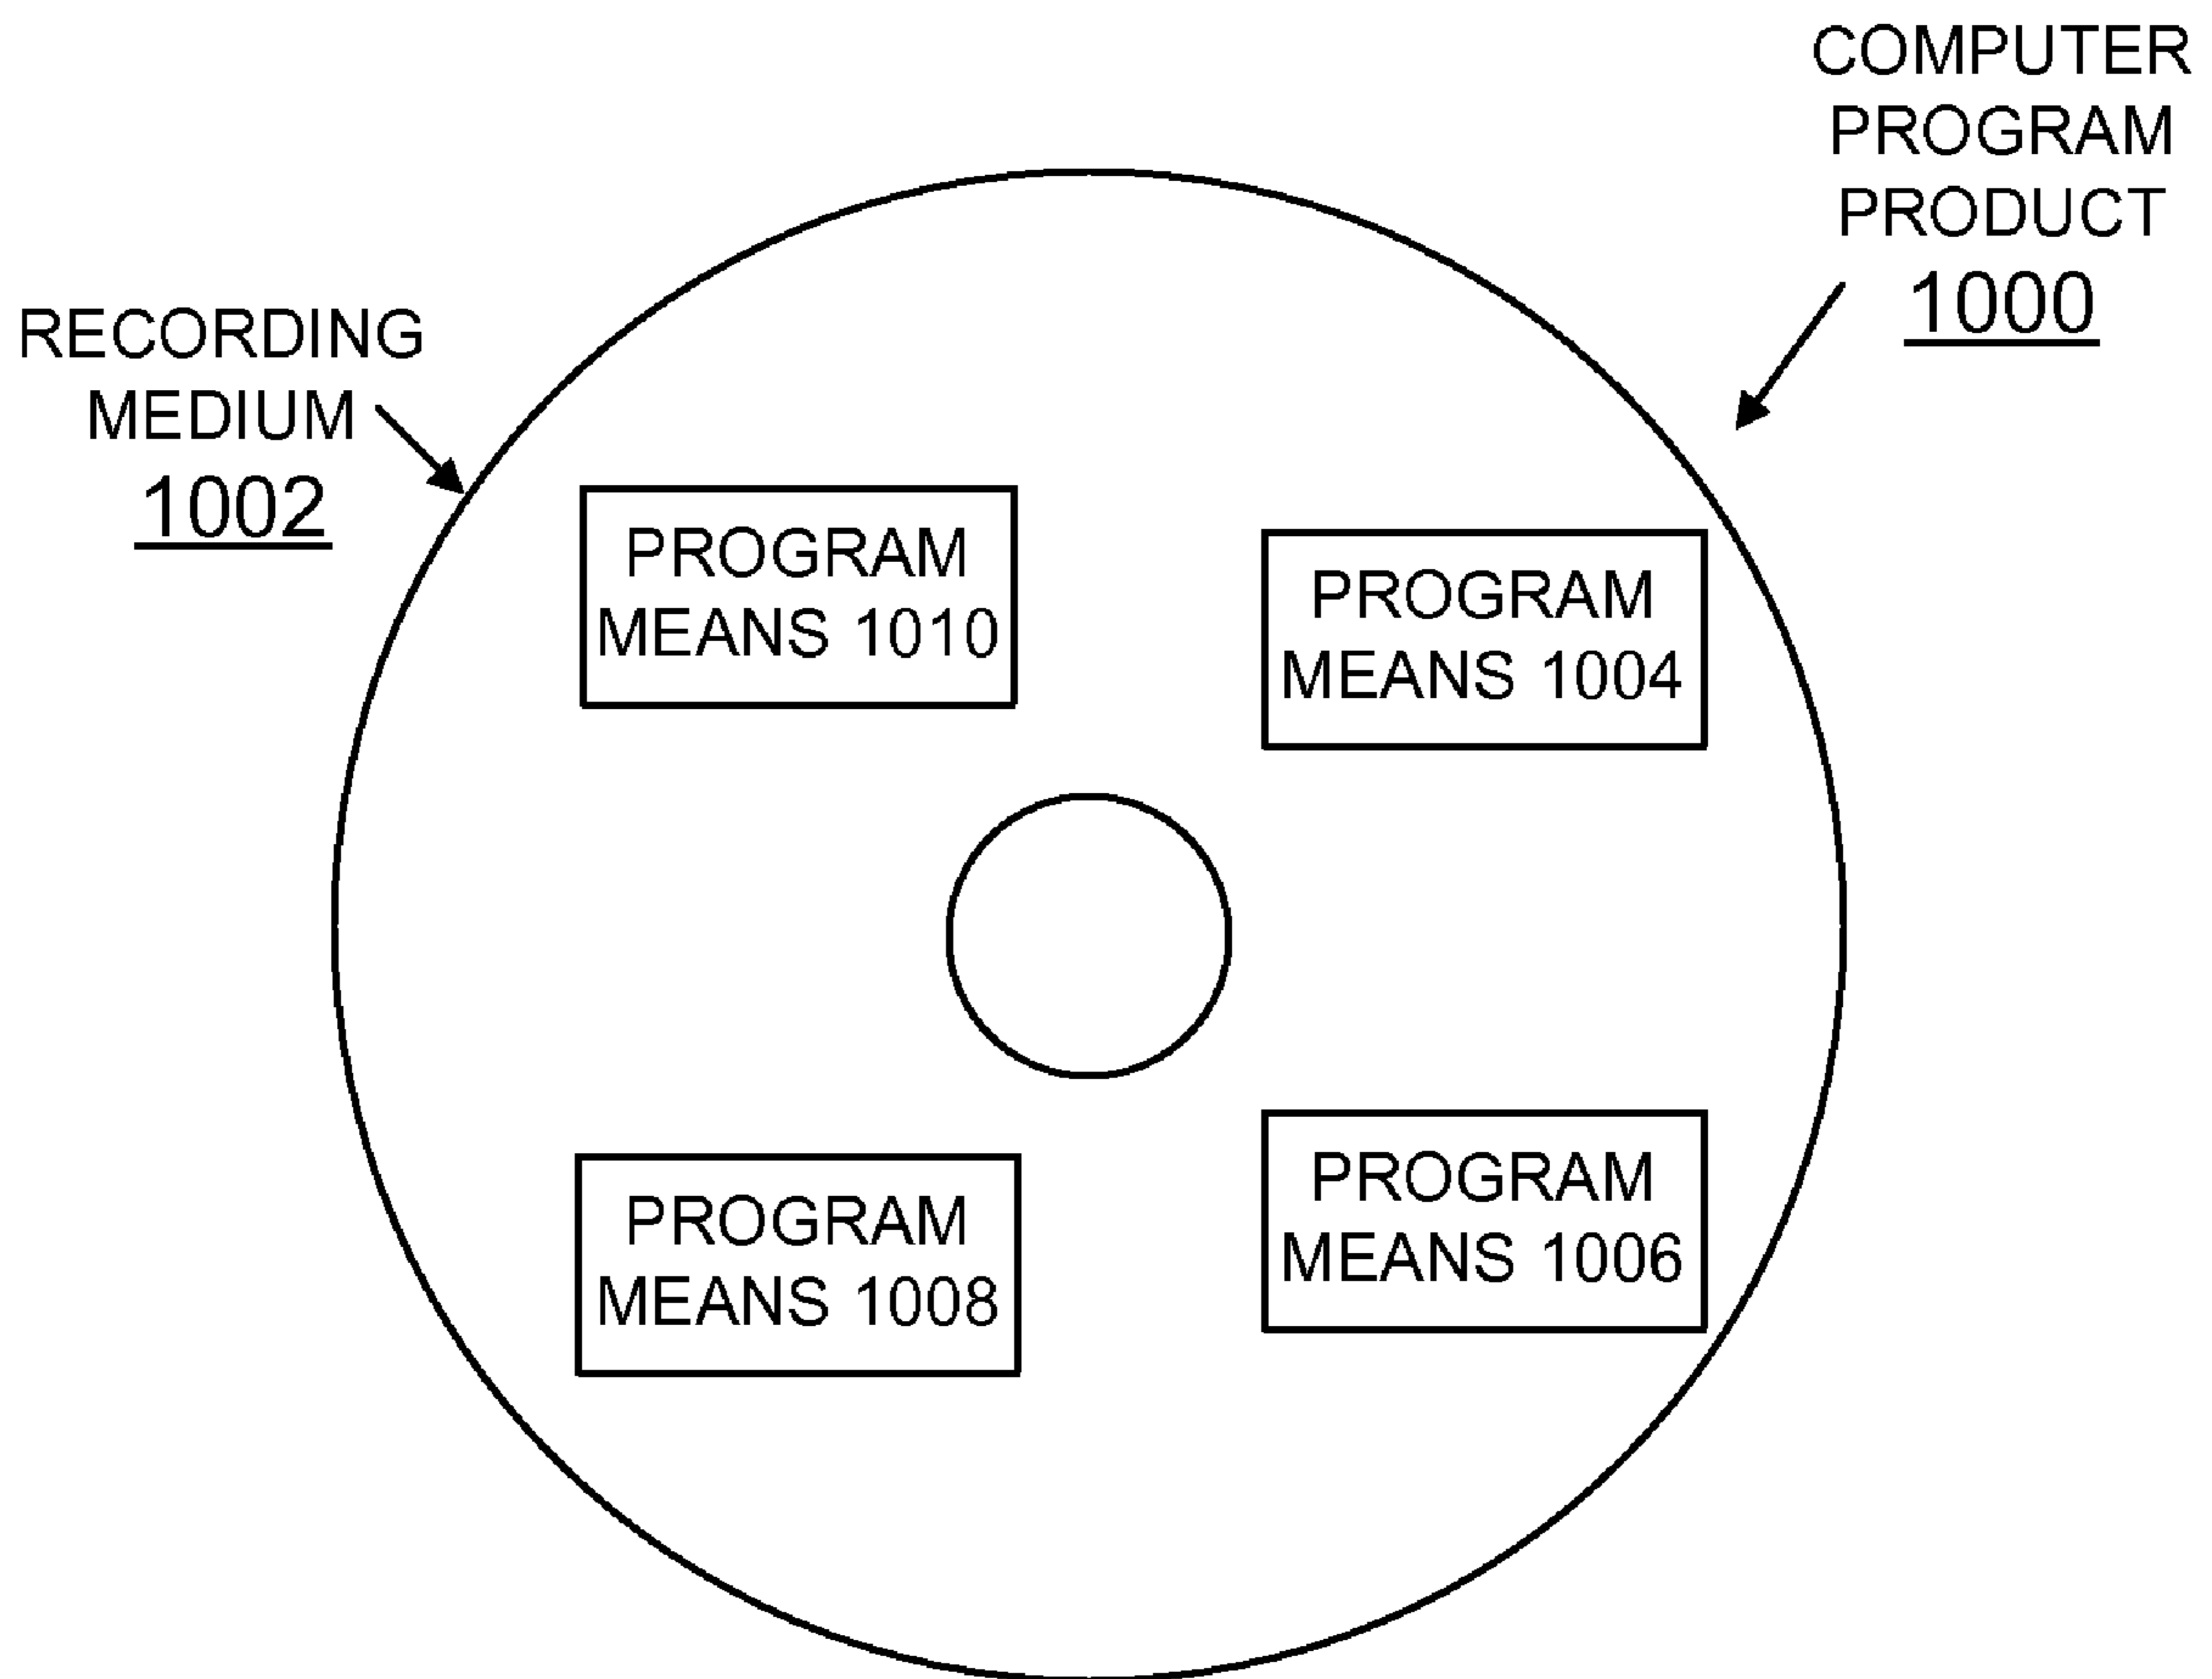 COMPUTER
PROGRAM
PRODUCT
1000
RECORDING
MEDIUM
1002
PROGRAM
MEANS 1010
PROGRAM
MEANS 1004
PROGRAM
MEANS 1008
PROGRAM
MEANS 1006